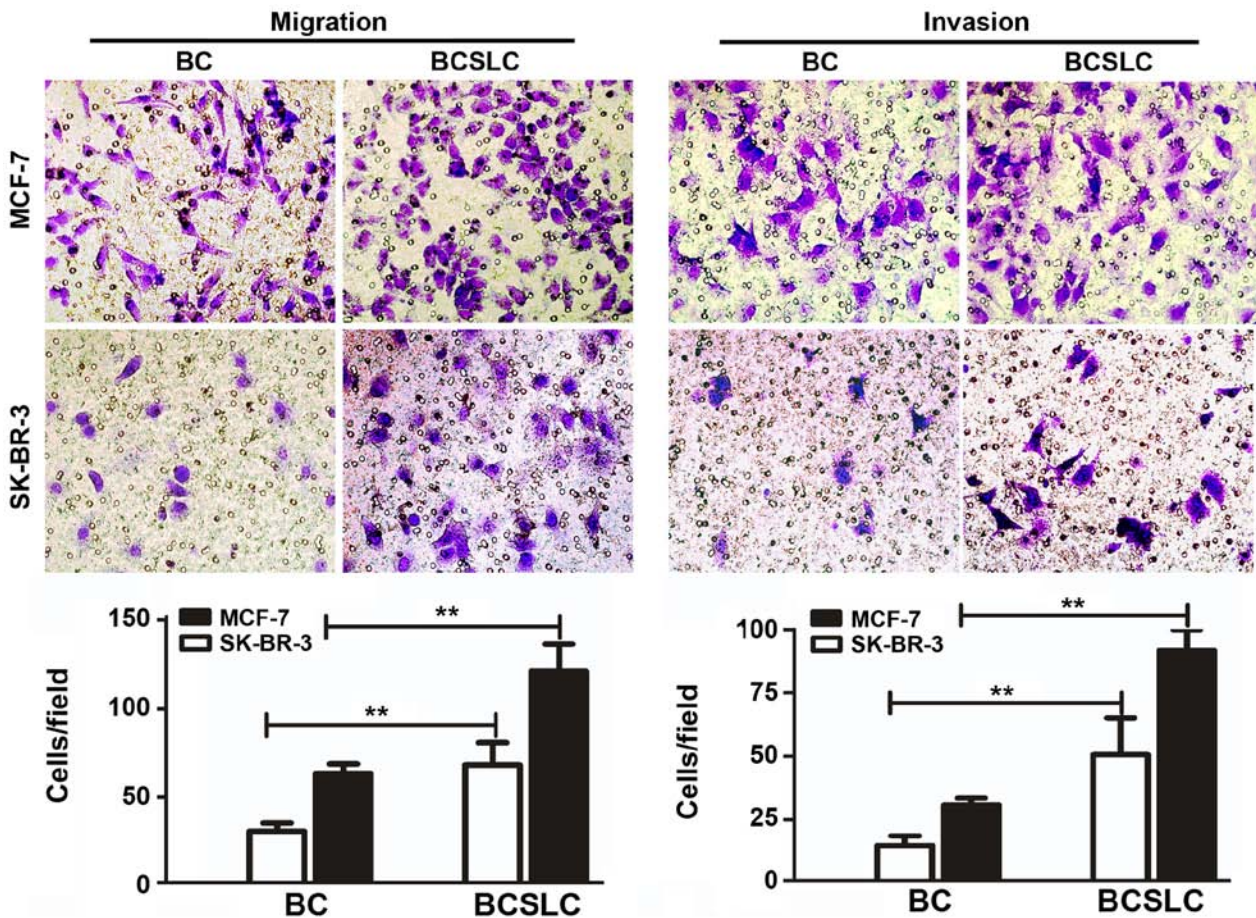 Migration
Invasion
BC
BCSLC
BC
BCSLC
MCF-7
SK-BR-3
150
100
50
0
Cells/field
MCF-7
SK-BR-3
**
**
BC
BCSLC
100
75
50
25
0
Cells/field
MCF-7
SK-BR-3
**
**
BC
BCSLC